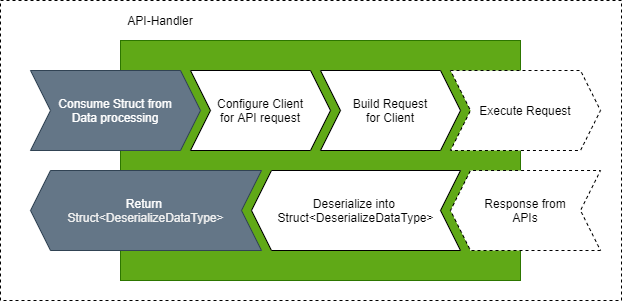 API-Handler
Consume Struct from
Data processing
Configure Client
for API request
Build Request
for Client
Execute Request
Return
Struct<DeserializeDataType>
Deserialize into
Struct<DeserializeDataType>
Response from
APIs